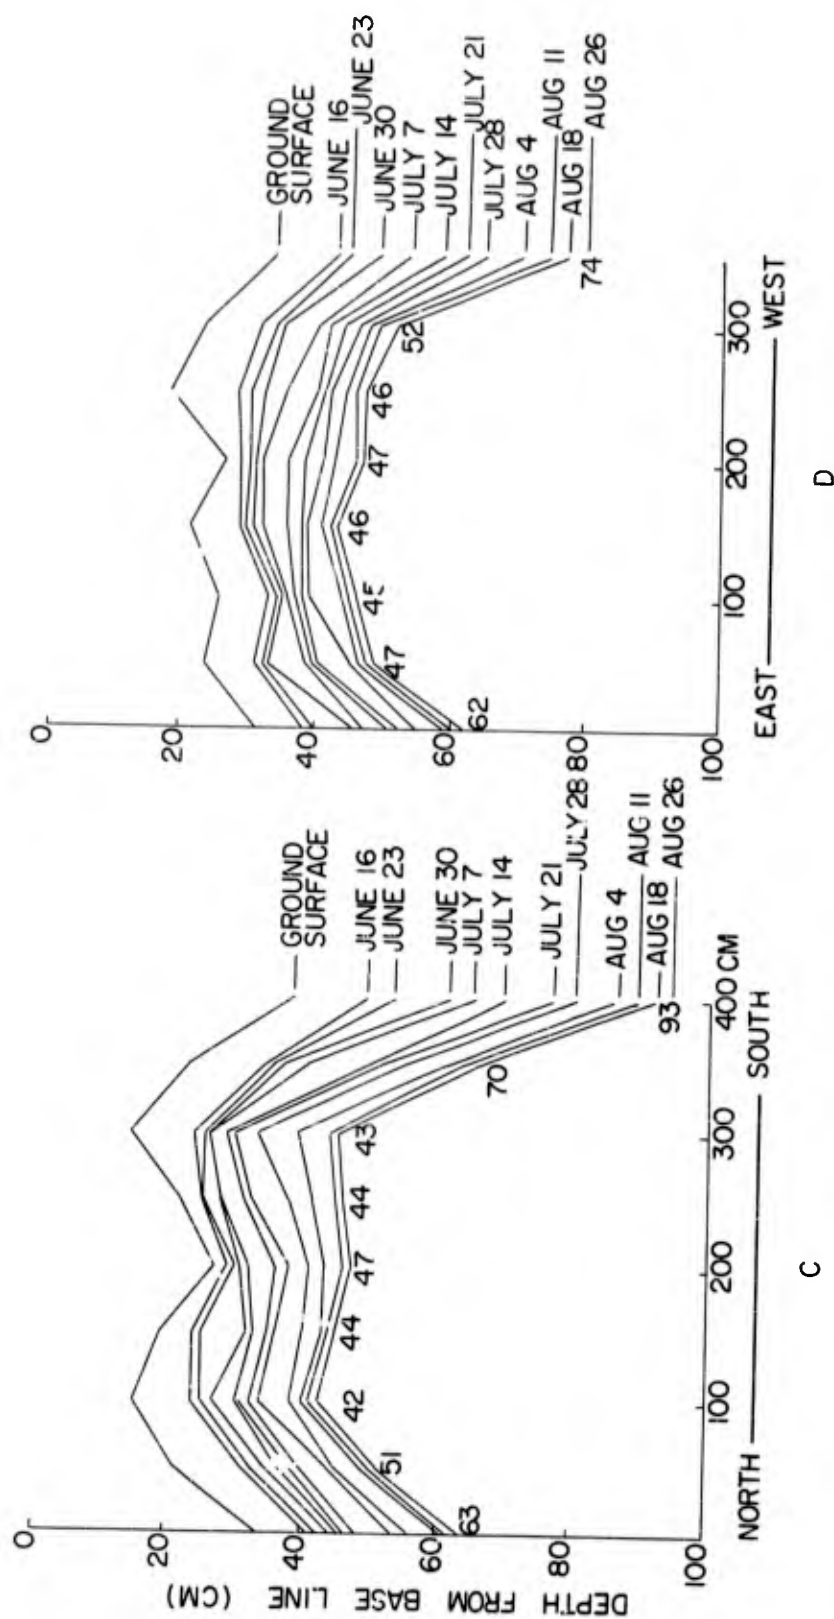 DEPTH FROM BASE LINE (CM)
0
20
40
60
80
100
GROUND
SURFACE
JUNE 16
JUNE 23
JUNE 30
JULY 7
JULY 14
JULY 21
JULY 28
AUG 4
AUG 11
AUG 18
AUG 26
63
51
42
44
47
44
43
70
93
100
200
300
400 CM
NORTH
SOUTH
C
0
20
40
60
80
100
GROUND
SURFACE
JUNE 16
JUNE 23
JUNE 30
JULY 7
JULY 14
JULY 21
JULY 28
AUG 4
AUG 11
AUG 18
AUG 26
62
47
45
46
47
46
52
74
100
200
300
EAST
WEST
D